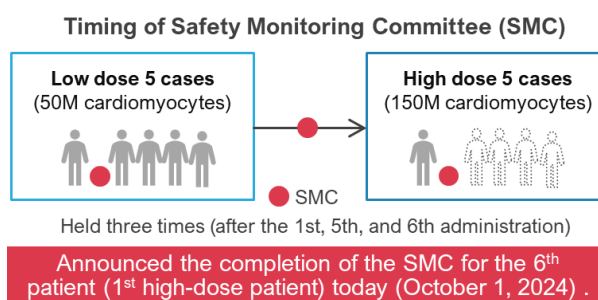 Timing of Safety Monitoring Committee (SMC)
Low dose 5 cases
(50M cardiomyocytes)
High dose 5 cases
(150M cardiomyocytes)
SMC
Held three times (after the 1st, 5th, and 6th administration)
Announced the completion of the SMC for the 6th
patient (1st high-dose patient) today (October 1, 2024) .